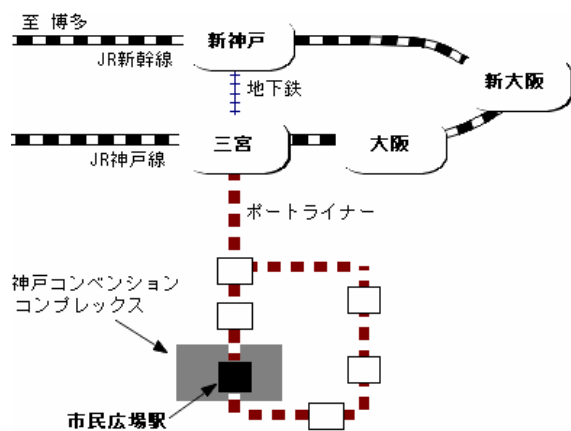 至 博多
新神戸
JR新幹線
地下鉄
新大阪
三宮
大阪
JR神戸線
ポートライナー
神戸コンベンション
コンプレックス
市民広場駅